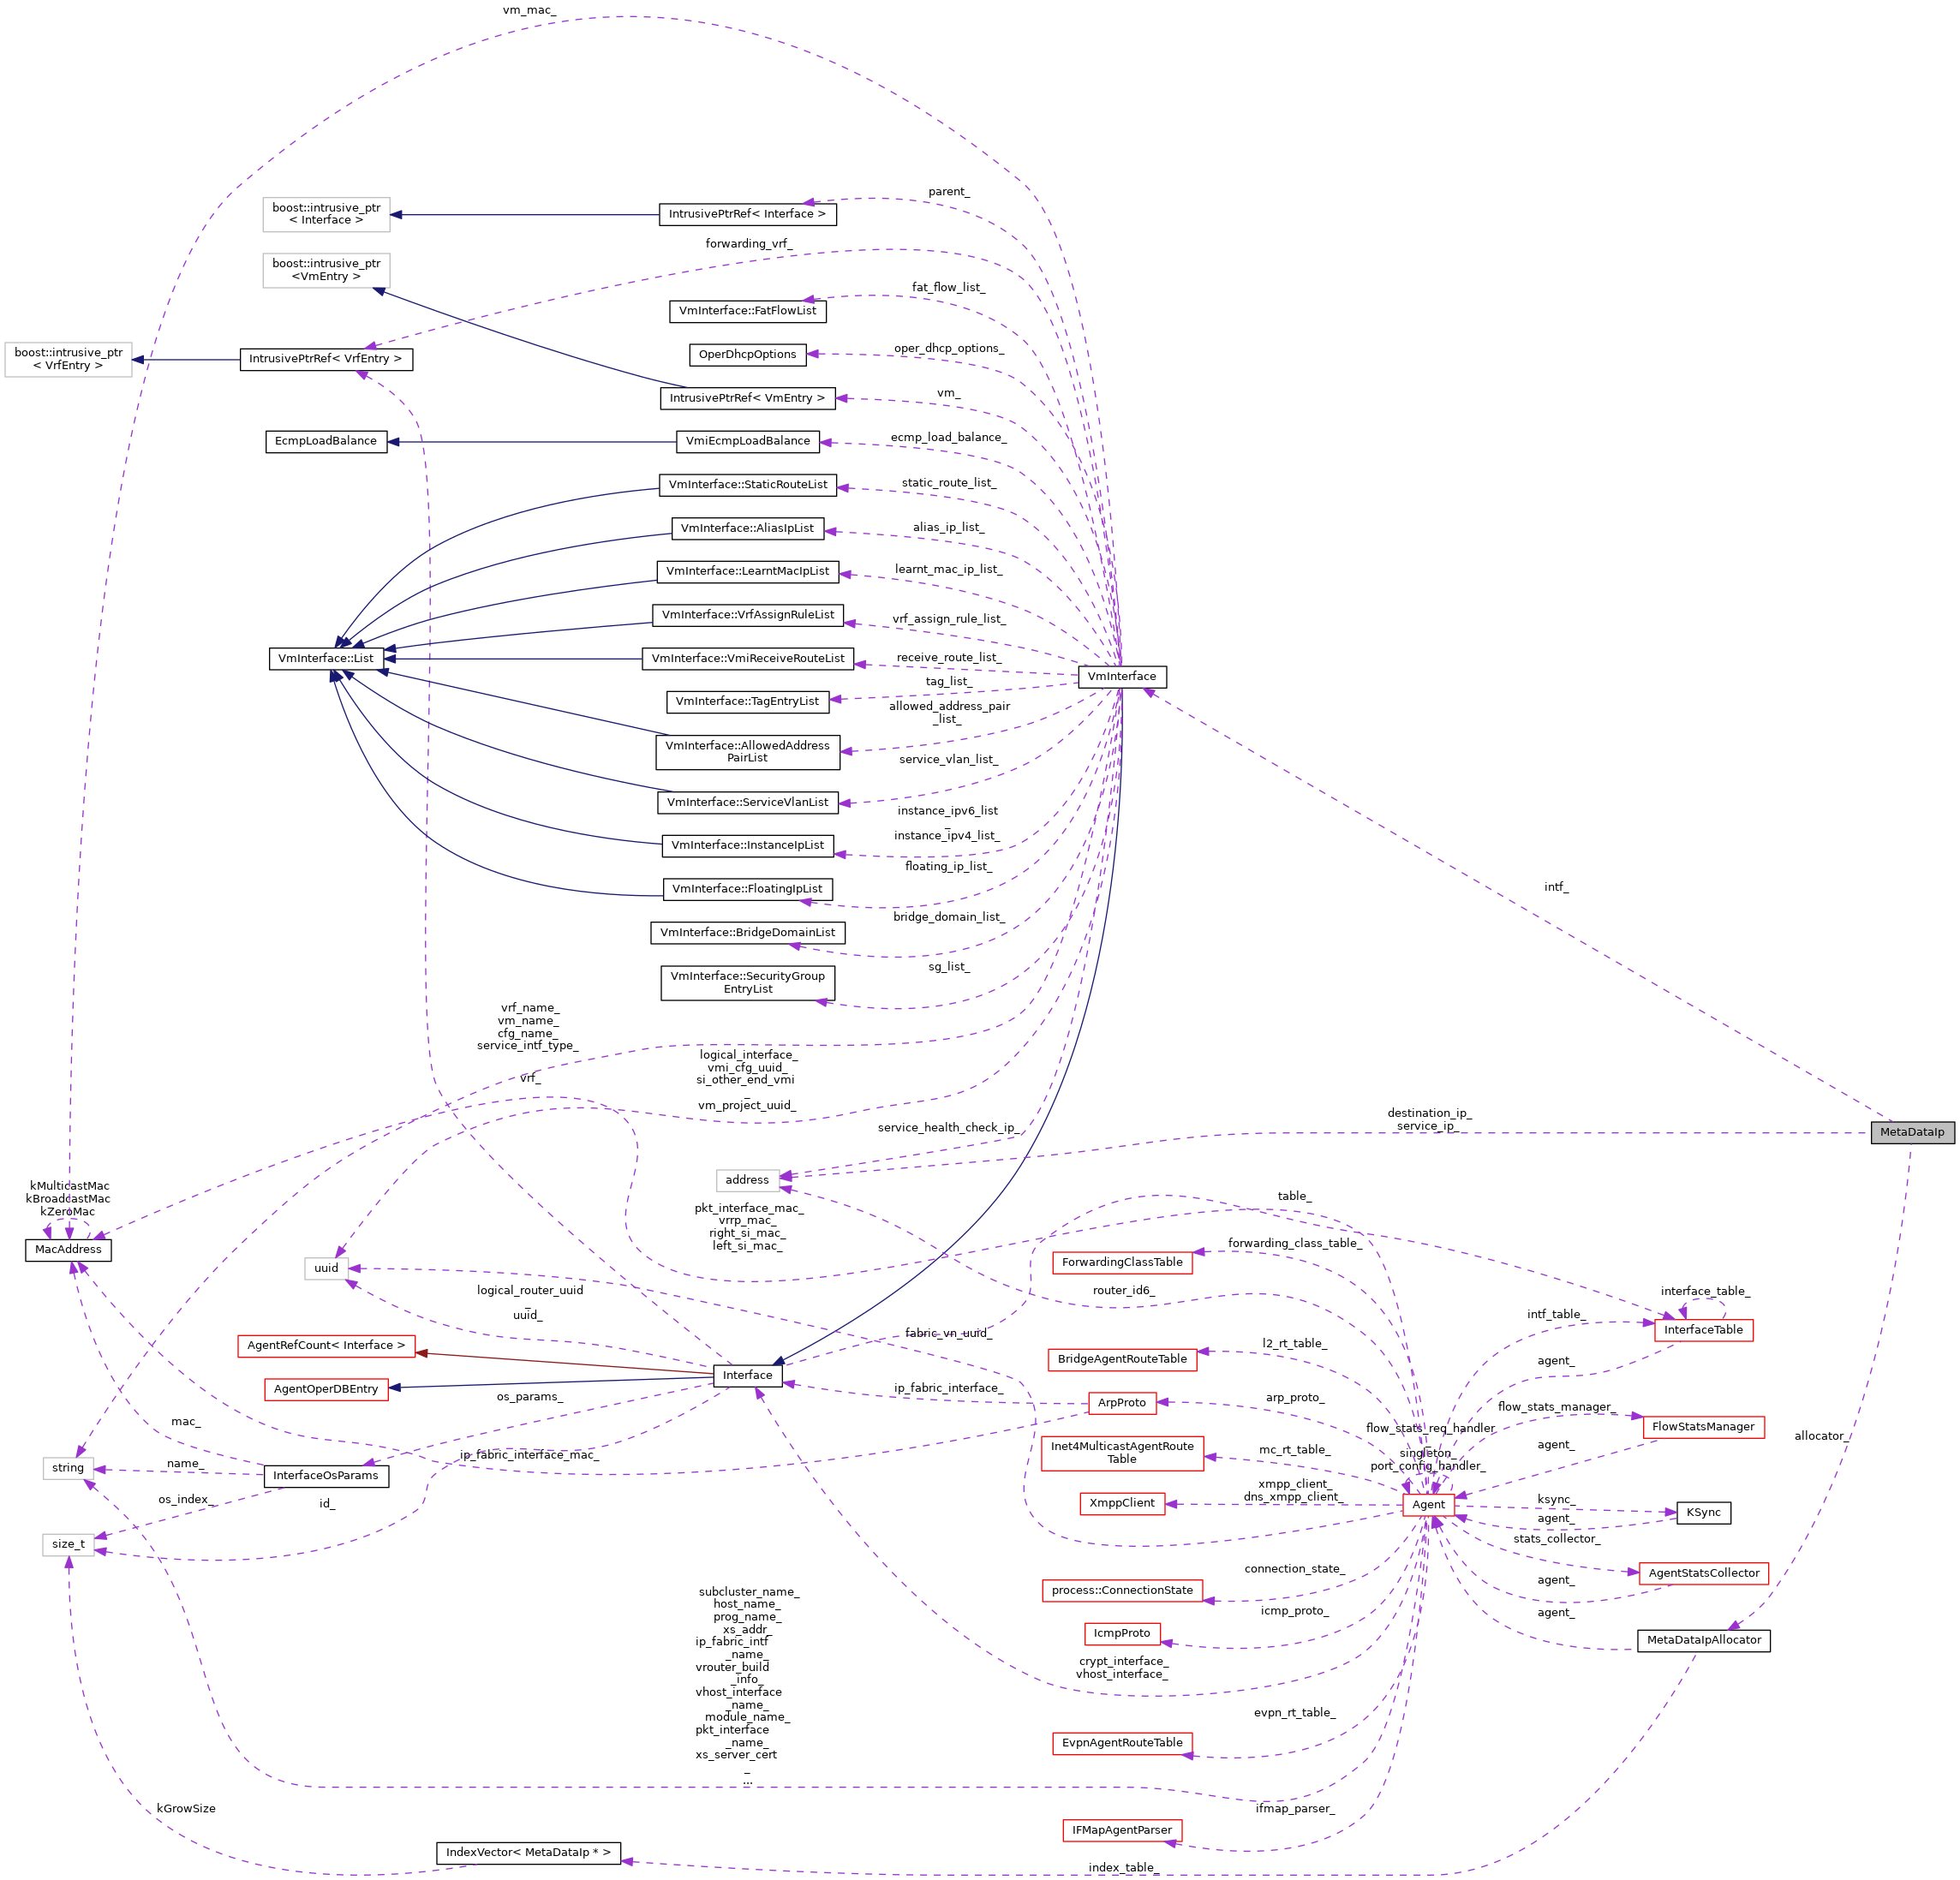 vm_mac_
parent_
boost::intrusive_ptr
< Interface >
IntrusivePtrRef< Interface >
forwarding_vrf_
boost::intrusive_ptr
<VmEntry >
fat_flow_list_
VmInterface::FatFlowList
boost::intrusive_ptr
< VrfEntry >
IntrusivePtrRef< VrfEntry >
OperDhcpOptions
oper_dhcp_options_
IntrusivePtrRef< VmEntry >
vm_
EcmpLoadBalance
VmiEcmpLoadBalance
ecmp_load_balance_
VmInterface::StaticRouteList
static_route_list_
VmInterface::AliasIpList
alias_ip_list_
VmInterface::LearntMacIpList
learnt_mac_ip_list_
VmInterface::VrfAssignRuleList
vrf_assign_rule_list_
VmInterface::List
VmInterface::VmiReceiveRouteList
receive_route_list_
VmInterface
VmInterface::TagEntryList
tag_list_
allowed_address_pair
_list_
VmInterface::AllowedAddress
PairList
service_vlan_list_
VmInterface::ServiceVlanList
instance_ipv6_list
_
instance_ipv4_list_
VmInterface::InstanceIpList
floating_ip_list_
VmInterface::FloatingIpList
intf_
bridge_domain_list_
VmInterface::BridgeDomainList
sg_list_
VmInterface::SecurityGroup
EntryList
vrf_name_
vm_name_
cfg_name_
service_intf_type_
logical_interface_
vmi_cfg_uuid_
si_other_end_vmi
_
vm_project_uuid_
vrf_
service_health_check_ip_
destination_ip_
service_ip_
MetaDataIp
address
kMulticastMac
kBroadcastMac
kZeroMac
MacAddress
pkt_interface_mac_
vrrp_mac_
right_si_mac_
left_si_mac_
table_
forwarding_class_table_
ForwardingClassTable
uuid
logical_router_uuid
_
uuid_
router_id6_
interface_table_
intf_table_
InterfaceTable
fabric_vn_uuid_
AgentRefCount< Interface >
l2_rt_table_
BridgeAgentRouteTable
agent_
Interface
AgentOperDBEntry
os_params_
ip_fabric_interface_
ArpProto
arp_proto_
flow_stats_manager_
FlowStatsManager
mac_
flow_stats_req_handler
_
singleton_
port_config_handler_
agent_
Inet4MulticastAgentRoute
Table
mc_rt_table_
ip_fabric_interface_mac_
string
name_
InterfaceOsParams
xmpp_client_
dns_xmpp_client_
XmppClient
Agent
ksync_
KSync
agent_
os_index_
id_
size_t
stats_collector_
connection_state_
process::ConnectionState
agent_
AgentStatsCollector
allocator_
icmp_proto_
IcmpProto
agent_
MetaDataIpAllocator
crypt_interface_
vhost_interface_
subcluster_name_
host_name_
prog_name_
xs_addr_
ip_fabric_intf
_name_
vrouter_build
_info_
vhost_interface
_name_
module_name_
pkt_interface
_name_
xs_server_cert
_
...
evpn_rt_table_
EvpnAgentRouteTable
kGrowSize
ifmap_parser_
IFMapAgentParser
IndexVector< MetaDataIp * >
index_table_